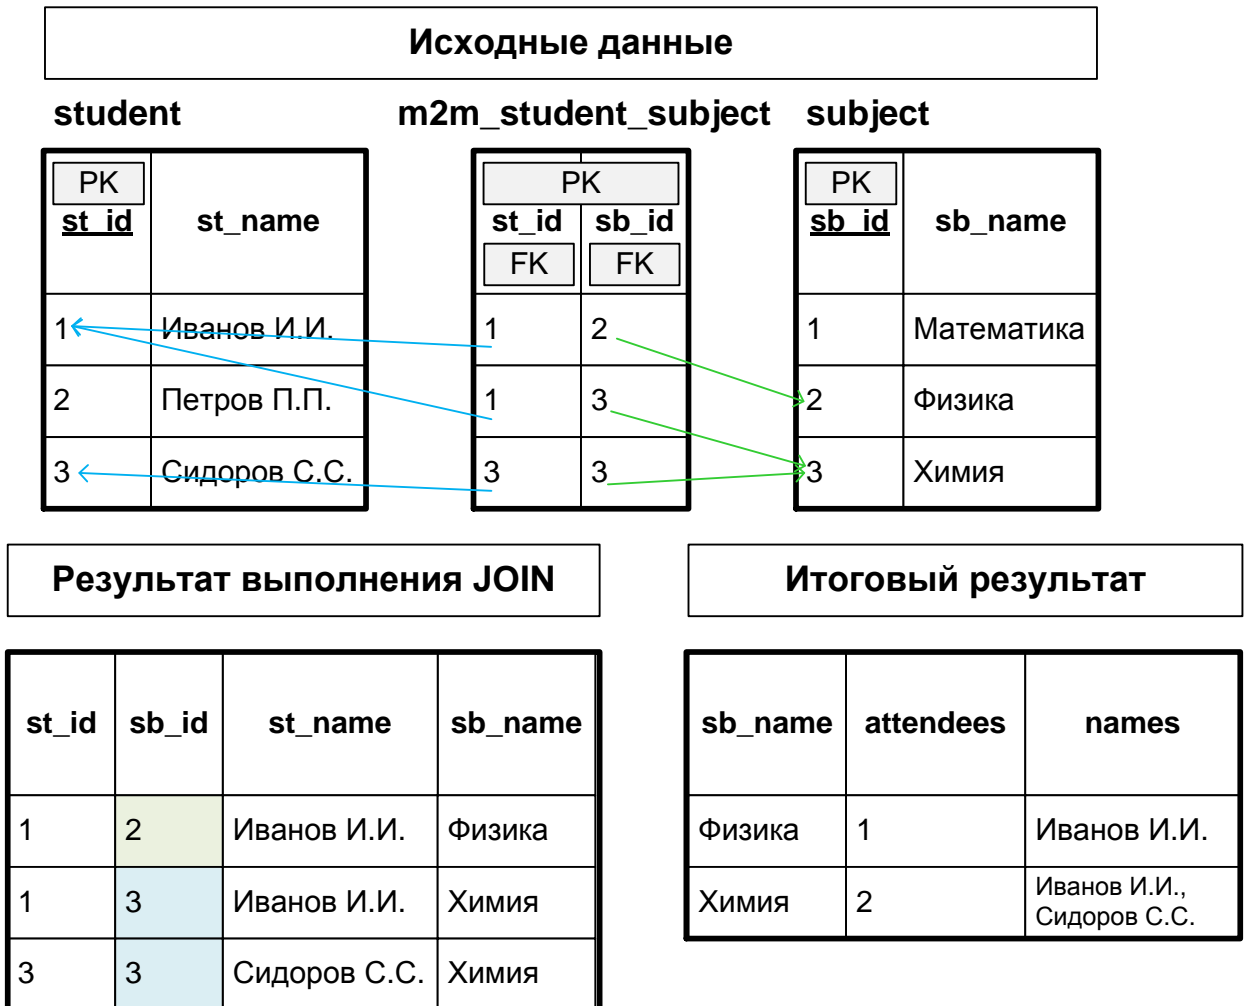 Исходные данные
student m2m_student_subject subject
PK PK PK
st_id st_name st_id sb_id sb_id sb_name
FK FK
1 Иванов И.И. 1 2 1 Математика
2 Петров П.П. 1 3 2 Физика
3 Сидоров С.С. 3 3 3 Химия
Результат выполнения JOIN Итоговый результат
st_id sb_id st_name sb_name sb_name attendees names
1 2 Иванов И.И. Физика Физика 1 Иванов И.И.
1 3 Иванов И.И. Химия Химия 2 Иванов И.И.,
Сидоров С.С.
3 3 Сидоров С.С. Химия